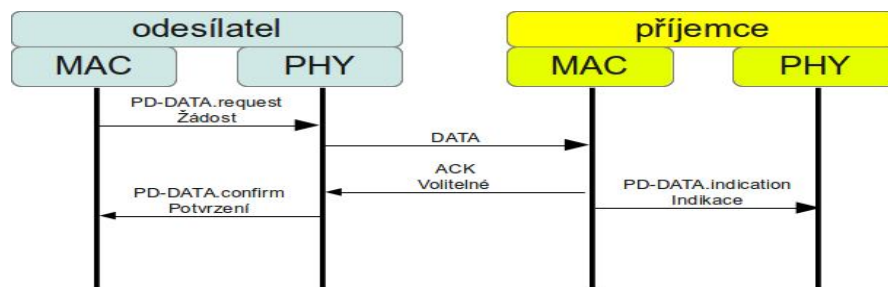 odesílatel
příjemce
MAC
PHY
MAC
PHY
PD-DATA.request
Žádost
DATA
ACK
Volitelné
PD-DATA.confirm
Potvrzení
PD-DATA.indication
Indikace